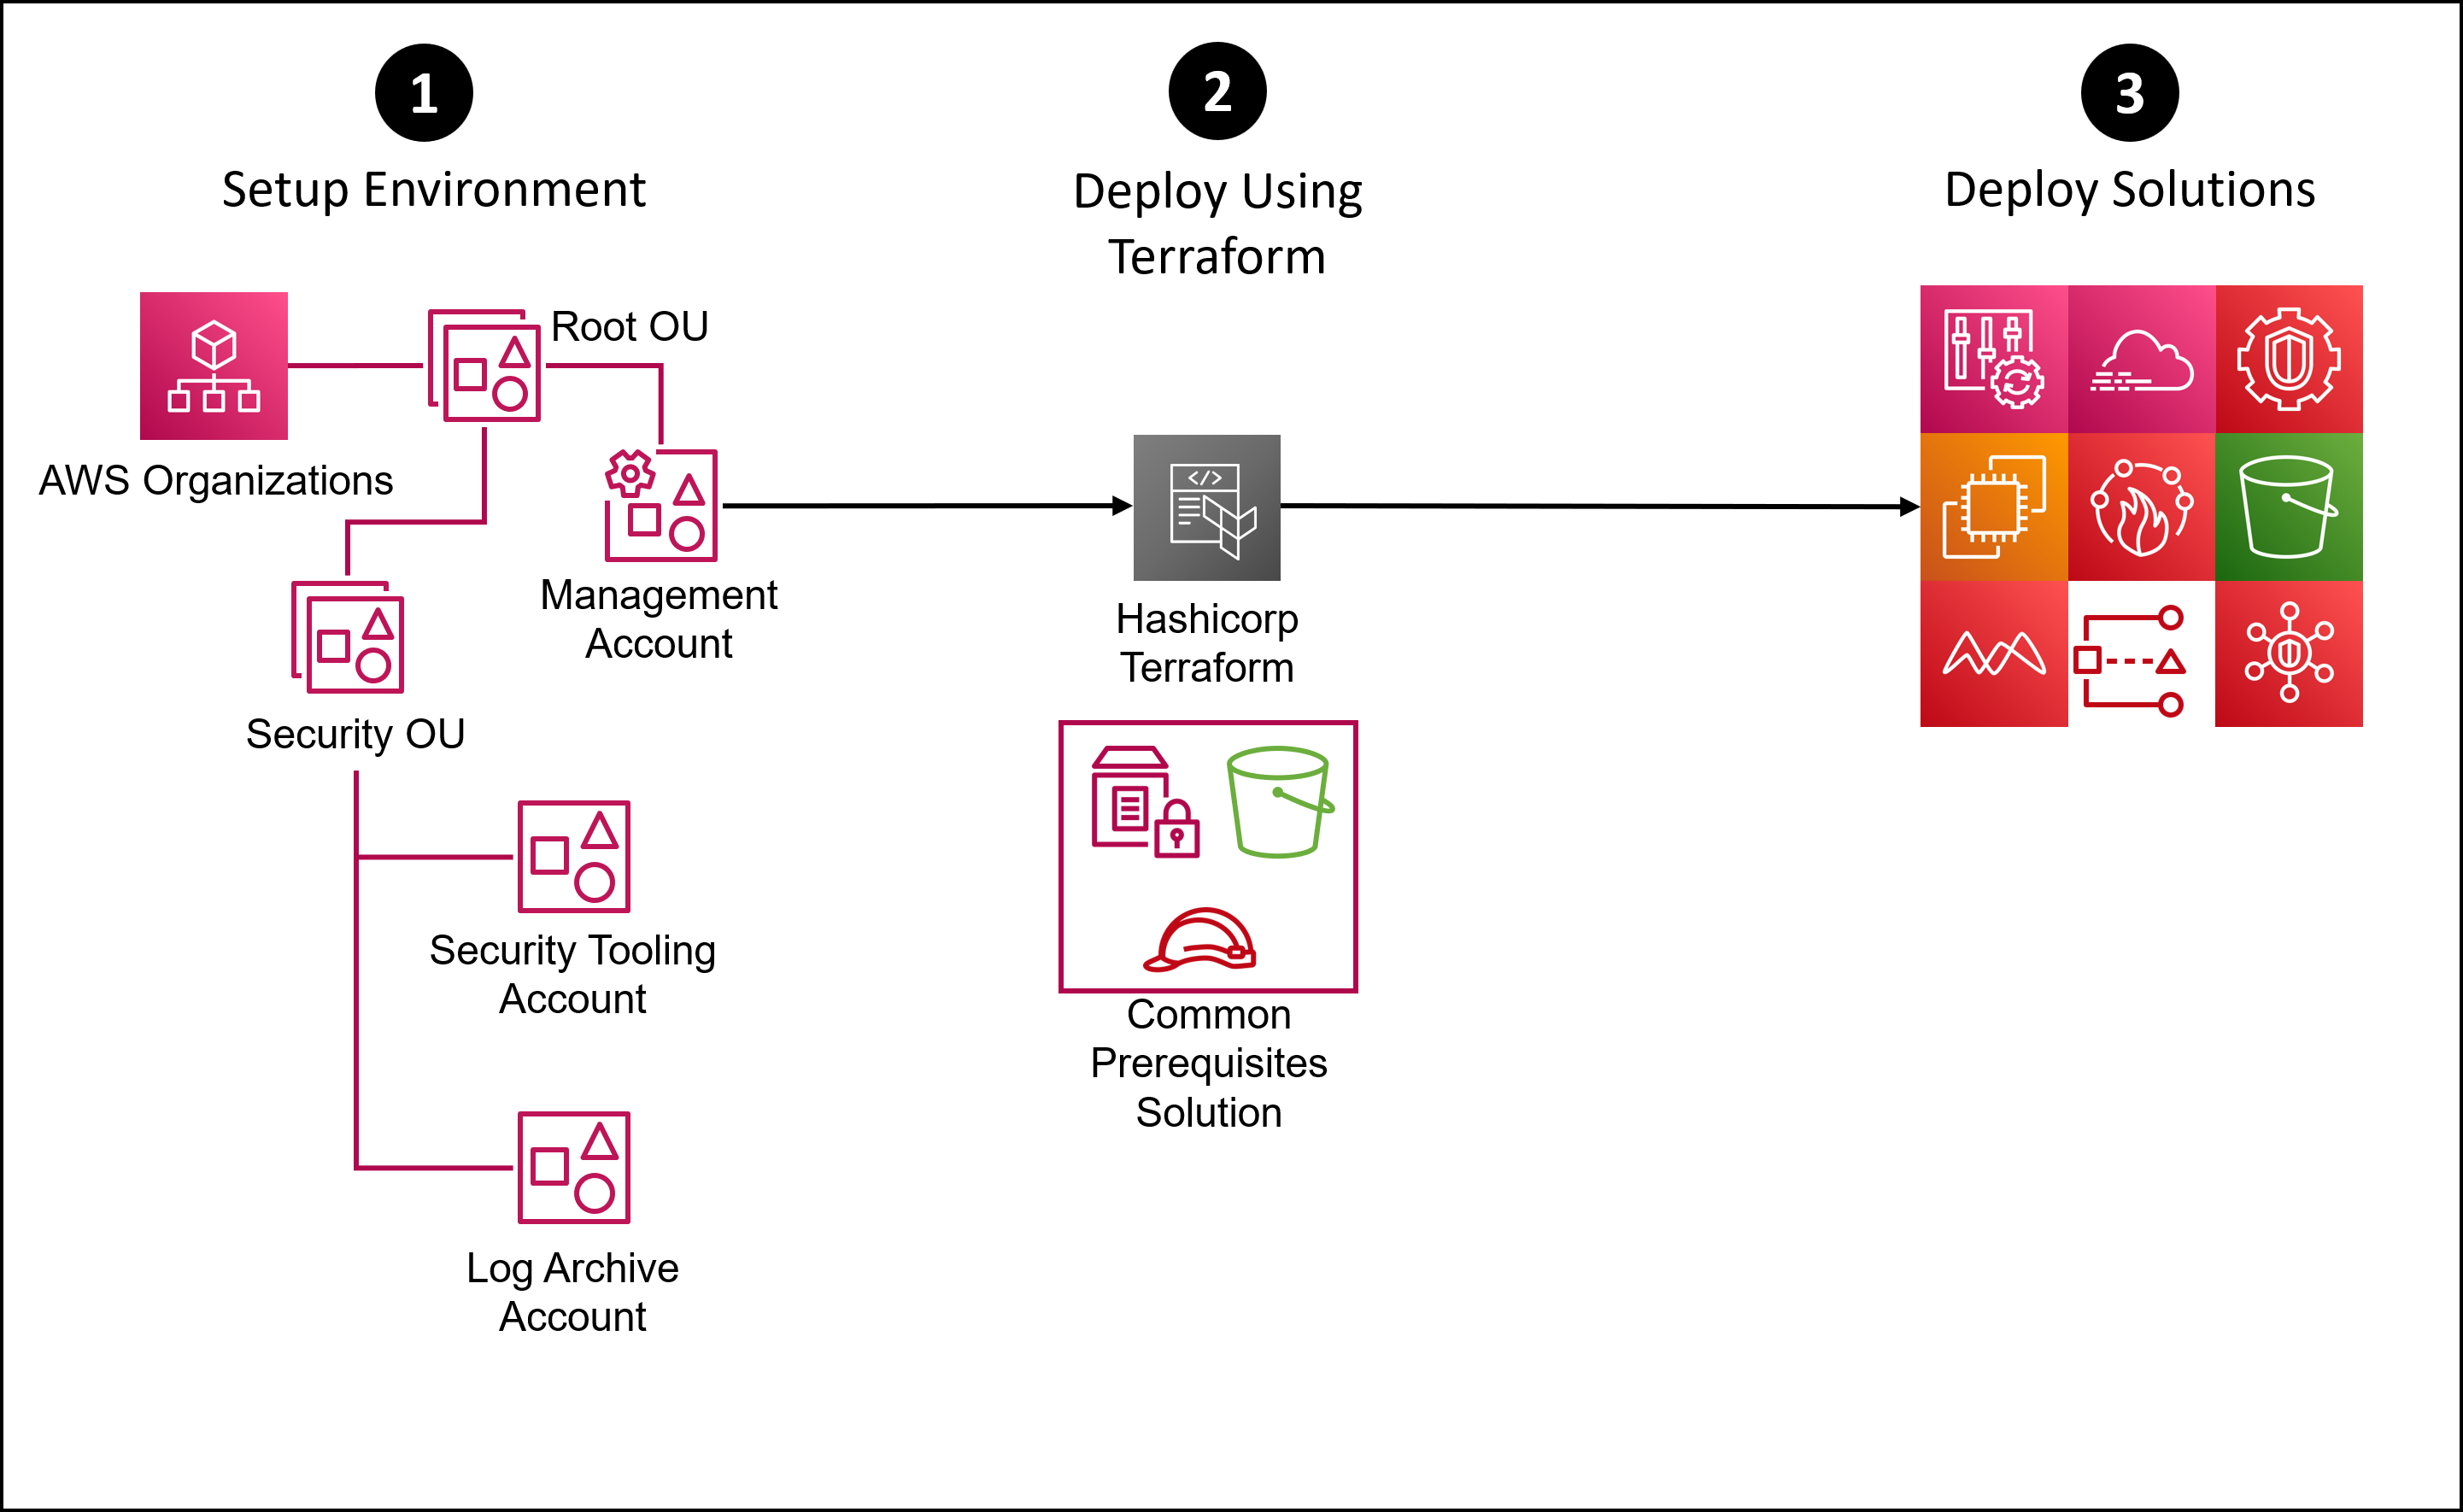 1
Setup Environment
AWS Organizations
Root OU
Management
Account
Security OU
Security Tooling
Account
Log Archive
Account
2
Deploy Using
Terraform
</>
Hashicorp
Terraform
Common
Prerequisites
Solution
3
Deploy Solutions